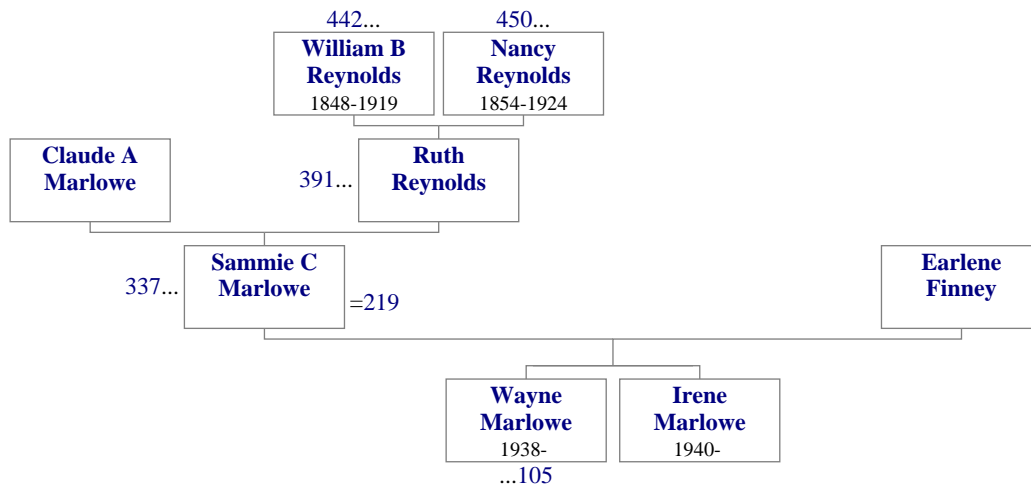 442...
450...
William B
Reynolds
1848-1919
Nancy
Reynolds
1854-1924
Claude A
Marlowe
391...
Ruth
Reynolds
337...
Sammie C
Marlowe
=219
Earlene
Finney
Wayne
Marlowe
1938-
...105
Irene
Marlowe
1940-